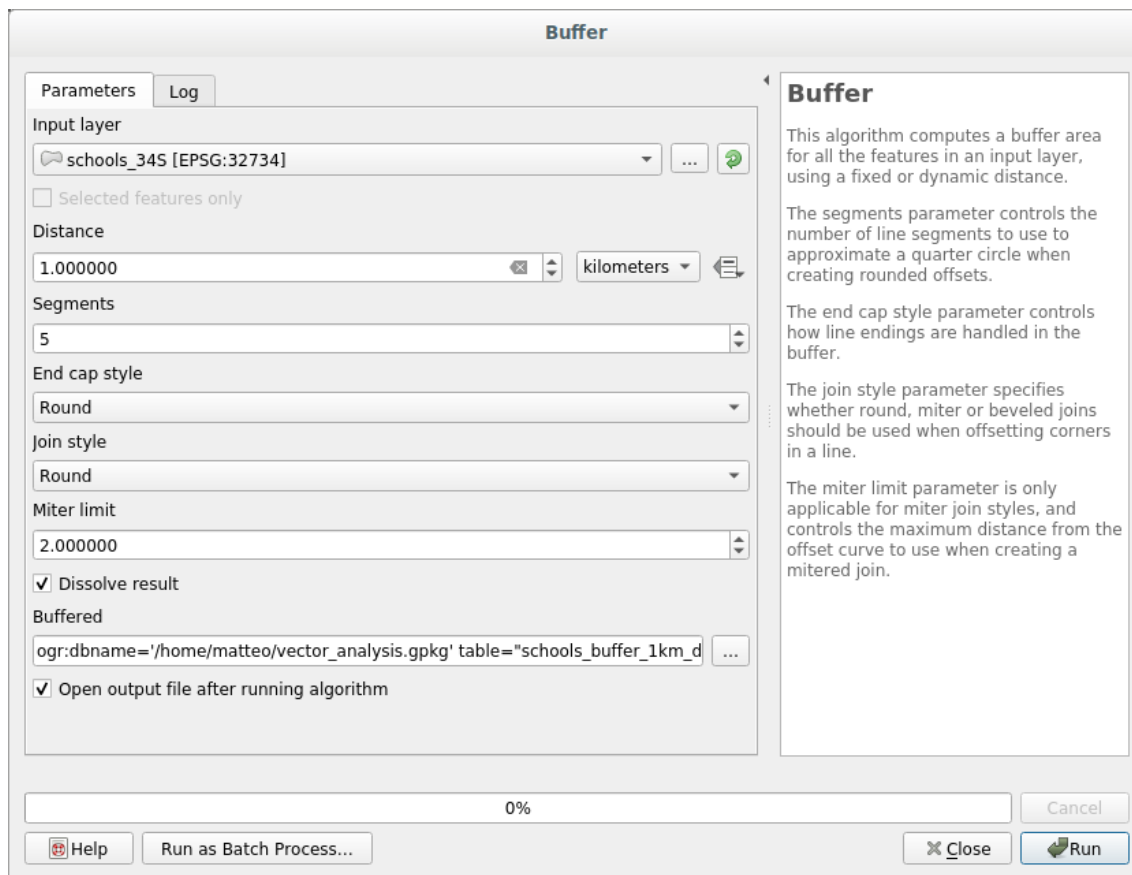 Buffer
Parameters
Log
Input layer
schools_34S [EPSG:32734]
...
Selected features only
Distance
1.000000
kilometers
Segments
5
End cap style
Round
Join style
Round
Miter limit
2.000000
Dissolve result
Buffered
ogr:dbname='/home/matteo/vector_analysis.gpkg' table="schools_buffer_1km_d
...
Open output file after running algorithm
Buffer
This algorithm computes a buffer area
for all the features in an input layer,
using a fixed or dynamic distance.
The segments parameter controls the
number of line segments to use to
approximate a quarter circle when
creating rounded offsets.
The end cap style parameter controls
how line endings are handled in the
buffer.
The join style parameter specifies
whether round, miter or beveled joins
should be used when offsetting corners
in a line.
The miter limit parameter is only
applicable for miter join styles, and
controls the maximum distance from the
offset curve to use when creating a
mitered join.
0%
Cancel
Help
Run as Batch Process...
Close
Run